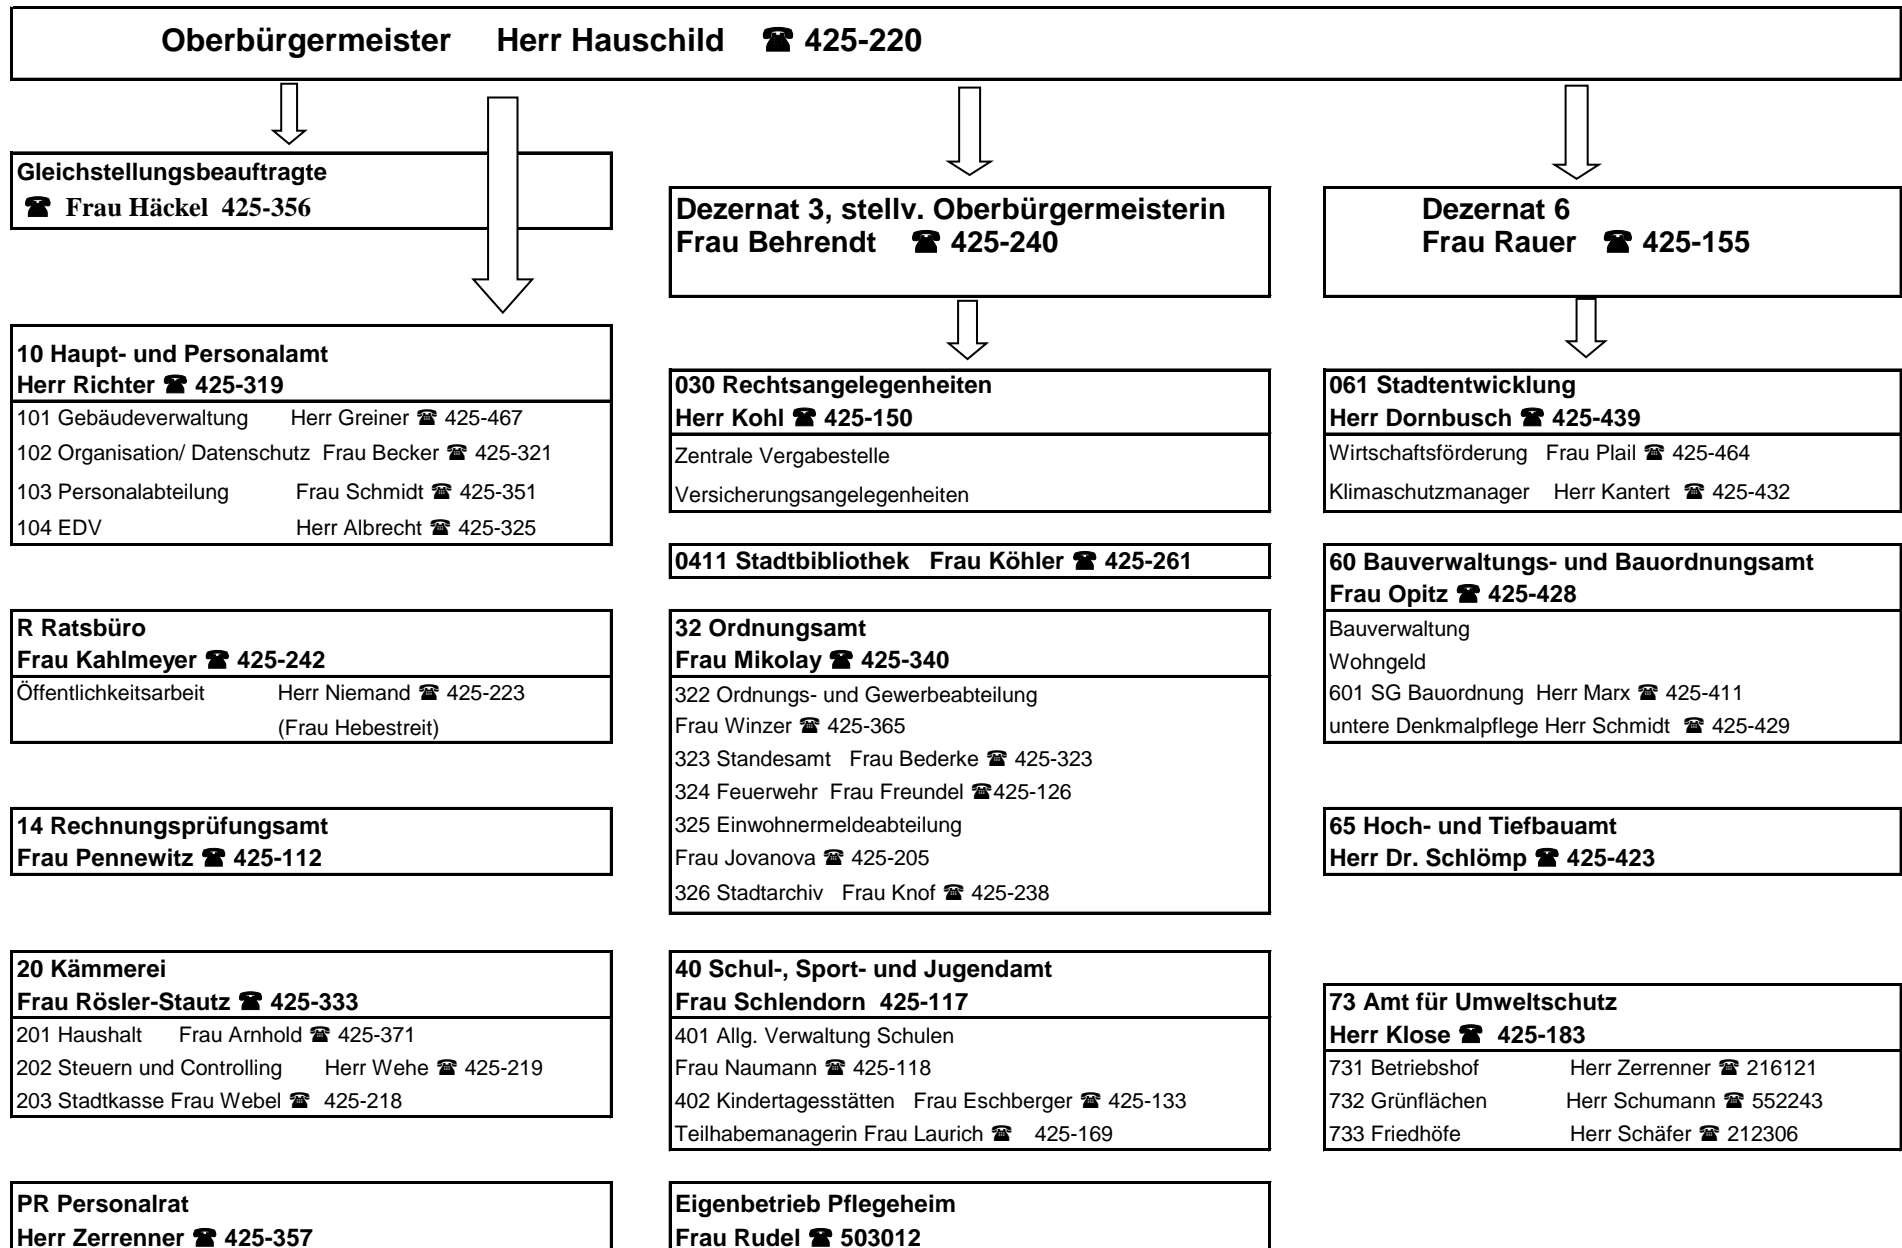 Oberbürgermeister Herr Hauschild ☎ 425-220
Gleichstellungsbeauftragte
☎ Frau Häckel 425-356
10 Haupt- und Personalamt
Herr Richter ☎ 425-319
101 Gebäudeverwaltung Herr Greiner ☎ 425-467
102 Organisation/ Datenschutz Frau Becker ☎ 425-321
103 Personalabteilung Frau Schmidt ☎ 425-351
104 EDV Herr Albrecht ☎ 425-325
R Ratsbüro
Frau Kahlmeyer ☎ 425-242
Öffentlichkeitsarbeit Herr Niemand ☎ 425-223
(Frau Hebestreit)
14 Rechnungsprüfungsamt
Frau Pennewitz ☎ 425-112
20 Kämmerei
Frau Rösler-Stautz ☎ 425-333
201 Haushalt Frau Arnhold ☎ 425-371
202 Steuern und Controlling Herr Wehe ☎ 425-219
203 Stadtkasse Frau Webel ☎ 425-218
PR Personalrat
Herr Zerrenner ☎ 425-357
Dezernat 3, stellv. Oberbürgermeisterin
Frau Behrendt ☎ 425-240
030 Rechtsangelegenheiten
Herr Kohl ☎ 425-150
Zentrale Vergabestelle
Versicherungsangelegenheiten
0411 Stadtbibliothek Frau Köhler ☎ 425-261
32 Ordnungsamt
Frau Mikolay ☎ 425-340
322 Ordnungs- und Gewerbeabteilung
Frau Winzer ☎ 425-365
323 Standesamt Frau Bederke ☎ 425-323
324 Feuerwehr Frau Freundel ☎425-126
325 Einwohnermeldeabteilung
Frau Jovanova ☎ 425-205
326 Stadtarchiv Frau Knof ☎ 425-238
40 Schul-, Sport- und Jugendamt
Frau Schlendorn 425-117
401 Allg. Verwaltung Schulen
Frau Naumann ☎ 425-118
402 Kindertagesstätten Frau Eschberger ☎ 425-133
Teilhabemanagerin Frau Laurich ☎ 425-169
Eigenbetrieb Pflegeheim
Frau Rudel ☎ 503012
Dezernat 6
Frau Rauer ☎ 425-155
061 Stadtentwicklung
Herr Dornbusch ☎ 425-439
Wirtschaftsförderung Frau Plail ☎ 425-464
Klimaschutzmanager Herr Kantert ☎ 425-432
60 Bauverwaltungs- und Bauordnungsamt
Frau Opitz ☎ 425-428
Bauverwaltung
Wohngeld
601 SG Bauordnung Herr Marx ☎ 425-411
untere Denkmalpflege Herr Schmidt ☎ 425-429
65 Hoch- und Tiefbauamt
Herr Dr. Schlömp ☎ 425-423
73 Amt für Umweltschutz
Herr Klose ☎ 425-183
731 Betriebshof Herr Zerrenner ☎ 216121
732 Grünflächen Herr Schumann ☎ 552243
733 Friedhöfe Herr Schäfer ☎ 212306